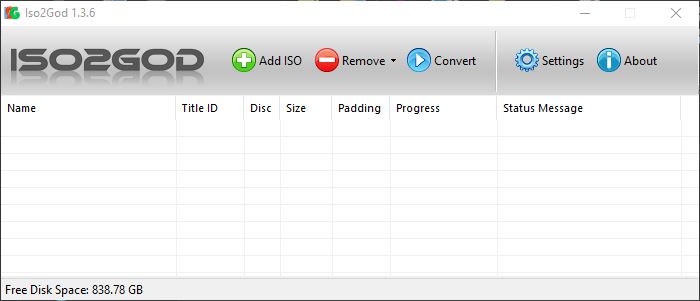 Iso2God 1.3.6
ISO2GOD Add ISO Remove Convert Settings About
Name Title ID Disc Size Padding Progress Status Message
Free Disk Space: 838.78 GB